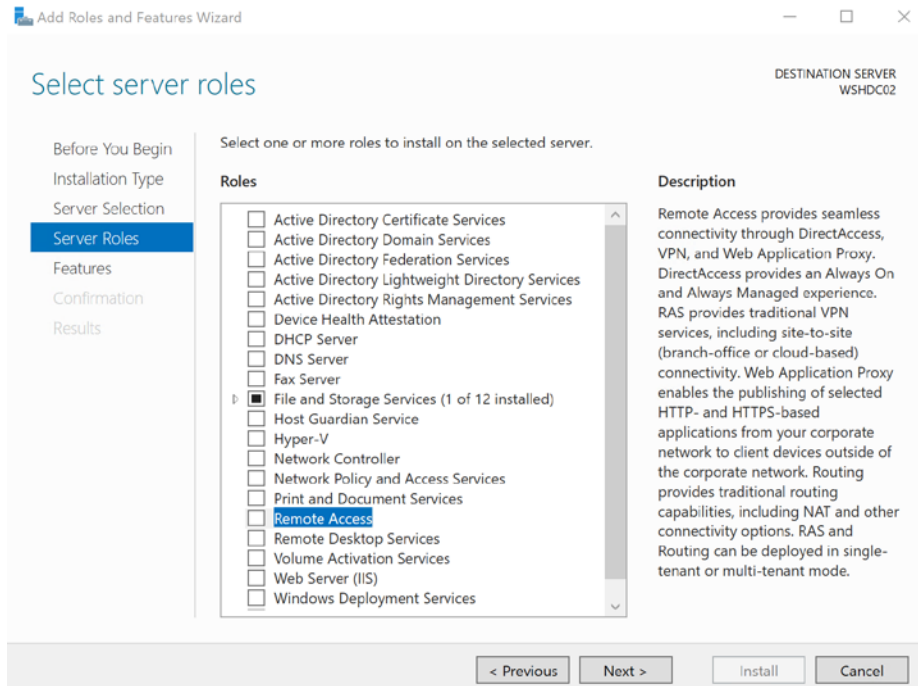 Add Roles and Features Wizard
Select server roles
DESTINATION SERVER
WSHDC02
Before You Begin
Installation Type
Server Selection
Server Roles
Features
Confirmation
Results
Select one or more roles to install on the selected server.
Roles
Active Directory Certificate Services
Active Directory Domain Services
Active Directory Federation Services
Active Directory Lightweight Directory Services
Active Directory Rights Management Services
Device Health Attestation
DHCP Server
DNS Server
Fax Server
File and Storage Services (1 of 12 installed)
Host Guardian Service
Hyper-V
Network Controller
Network Policy and Access Services
Print and Document Services
Remote Access
Remote Desktop Services
Volume Activation Services
Web Server (IIS)
Windows Deployment Services
Description
Remote Access provides seamless
connectivity through DirectAccess,
VPN, and Web Application Proxy.
DirectAccess provides an Always On
and Always Managed experience.
RAS provides traditional VPN
services, including site-to-site
(branch-office or cloud-based)
connectivity. Web Application Proxy
enables the publishing of selected
HTTP- and HTTPS-based
applications from your corporate
network to client devices outside of
the corporate network. Routing
provides traditional routing
capabilities, including NAT and other
connectivity options. RAS and
Routing can be deployed in single-
tenant or multi-tenant mode.
< Previous
Next >
Install
Cancel